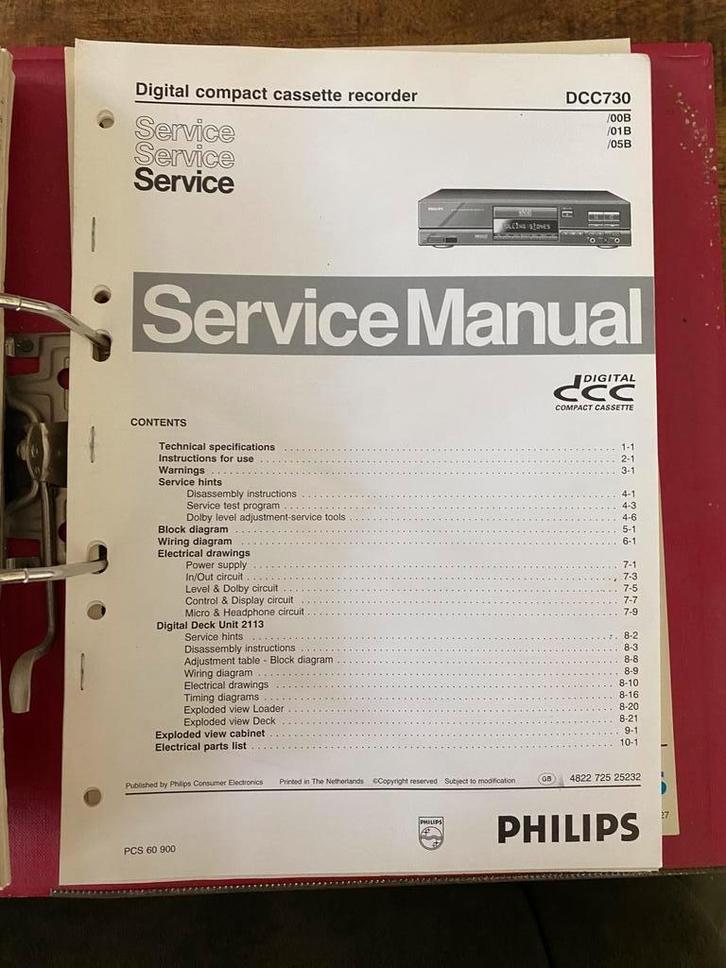 Digital compact cassette recorder DCC730
/00B
/01B
/05B
Service
Service
Service
PHILIPS
Service Manual
DIGITAL
dcc
COMPACT CASSETTE
CONTENTS
Technical specifications 1-1
Instructions for use 2-1
Warnings 3-1
Service hints
Disassembly instructions 4-1
Service test program 4-3
Dolby level adjustment-service tools 4-6
Block diagram 5-1
Wiring diagram 6-1
Electrical drawings
Power supply 7-1
In/Out circuit 7-3
Level & Dolby circuit 7-5
Control & Display circuit 7-7
Micro & Headphone circuit 7-9
Digital Deck Unit 2113
Service hints 8-2
Disassembly instructions 8-3
Adjustment table - Block diagram 8-8
Wiring diagram 8-9
Electrical drawings 8-10
Timing diagrams 8-16
Exploded view Loader 8-20
Exploded view Deck 8-21
Exploded view cabinet 9-1
Electrical parts list 10-1
Published by Philips Consumer Electronics Printed in The Netherlands ©Copyright reserved Subject to modification GB 4822 725 25232
PHILIPS
PHILIPS
PCS 60 900
27